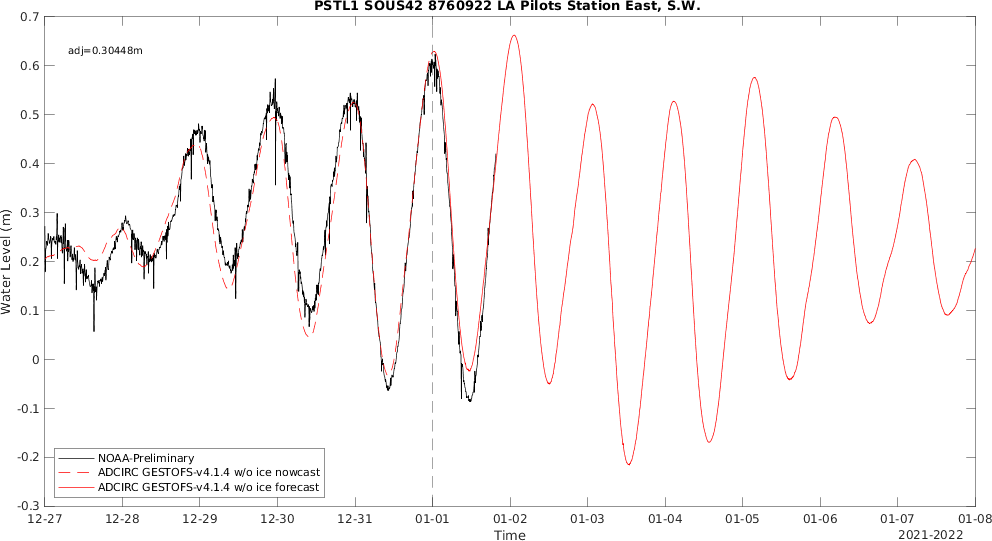 PSTL1 SOUS42 8760922 LA Pilots Station East, S.W.
adj=0.30448m
0.7
0.6
0.5
0.4
0.3
0.2
0.1
0
-0.1
-0.2
-0.3
Water Level (m)
NOAA-Preliminary
ADCIRC GESTOFS-v4.1.4 w/o ice nowcast
ADCIRC GESTOFS-v4.1.4 w/o ice forecast
12-27 12-28 12-29 12-30 12-31 01-01 01-02 01-03 01-04 01-05 01-06 01-07 01-08
Time
2021-2022